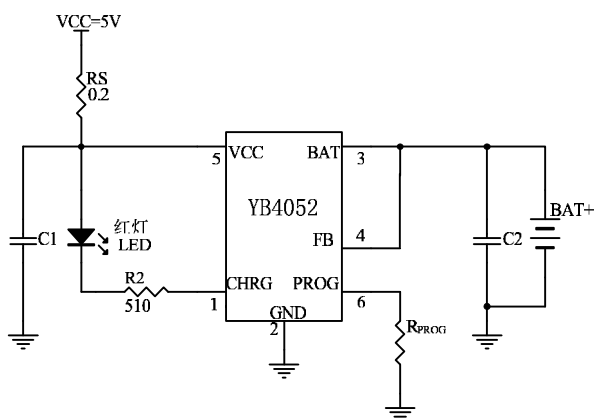 VCC=5V
RS
0.2
5
VCC
BAT
3
YB4052
红灯
LED
C1
FB
4
C2
BAT+
R2
510
1
CHRG
PROG
6
GND
2
RPROG